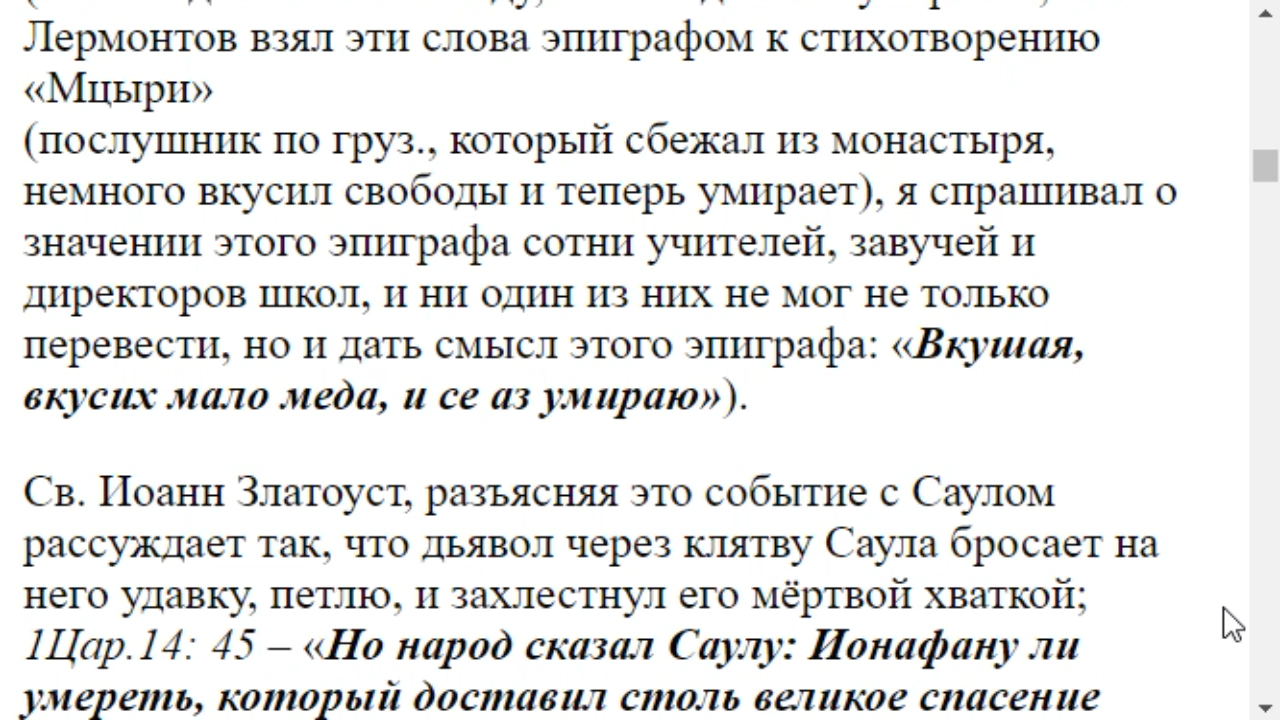 Лермонтов взял эти слова эпиграфом к стихотворению
«Мцыри»
(послушник по груз., который сбежал из монастыря,
немного вкусил свободы и теперь умирает), я спрашивал о
значении этого эпиграфа сотни учителей, завучей и
директоров школ, и ни один из них не мог не только
перевести, но и дать смысл этого эпиграфа: «Вкушая,
вкусих мало меда, и се аз умираю»).
Св. Иоанн Златоуст, разъясняя это событие с Саулом
рассуждает так, что дьявол через клятву Саула бросает на
него удавку, петлю, и захлестнул его мёртвой хваткой;
1Цар.14: 45 – «Но народ сказал Саулу: Ионафану ли
умереть, который доставил столь великое спасение